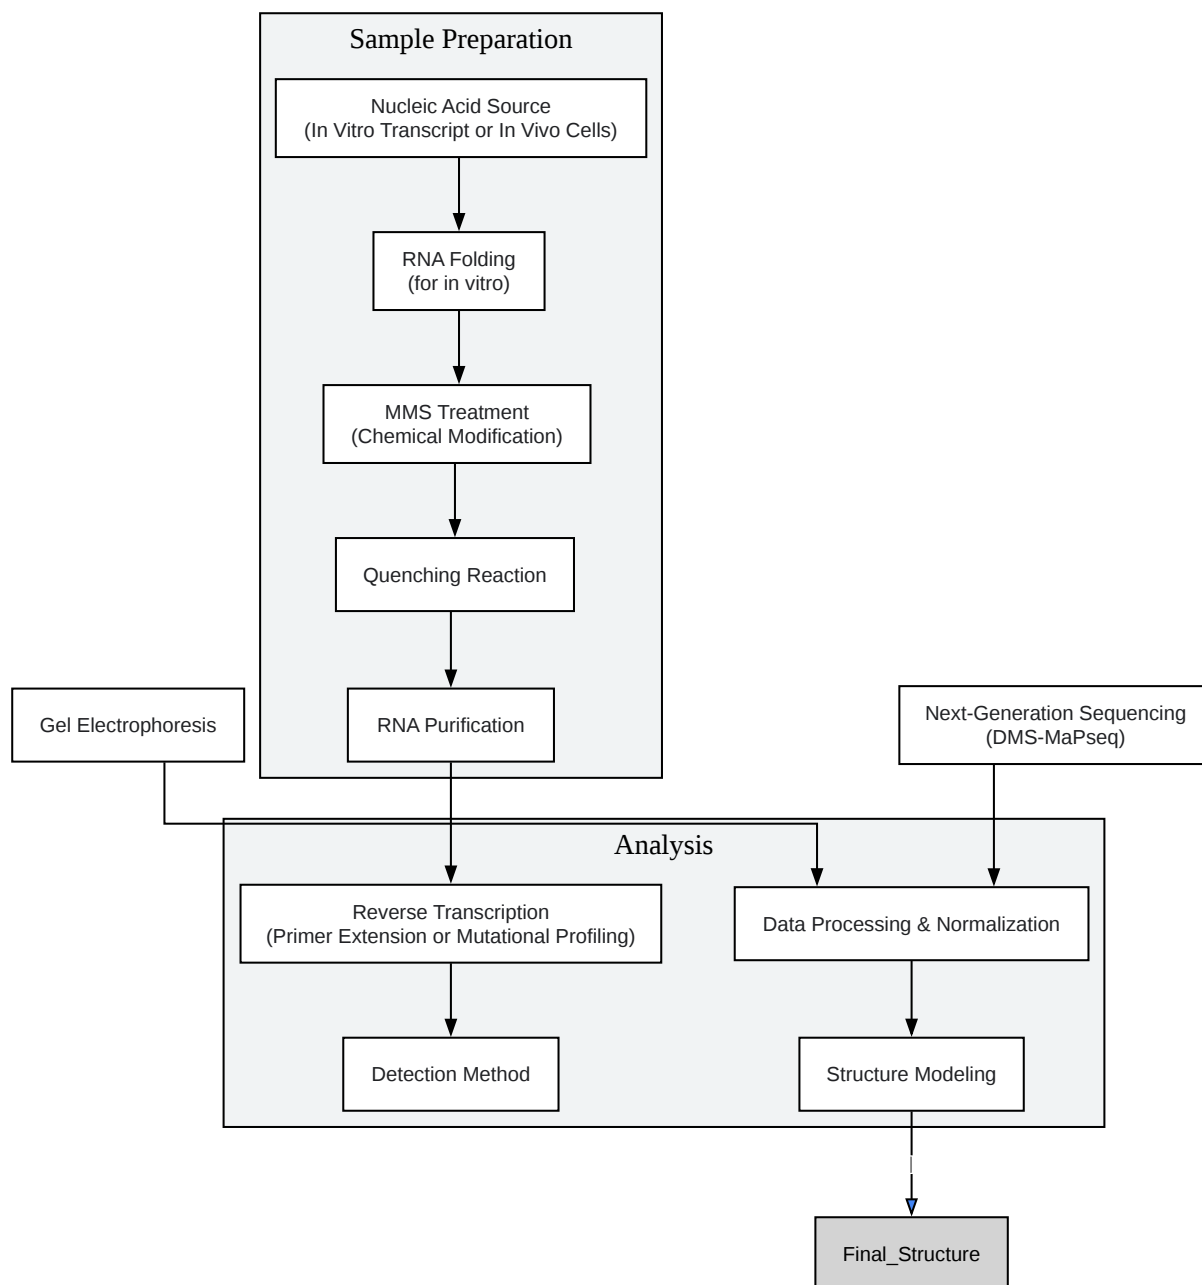 Sample Preparation
Nucleic Acid Source
(In Vitro Transcript or In Vivo Cells)
RNA Folding
(for in vitro)
MMS Treatment
(Chemical Modification)
Quenching Reaction
Gel Electrophoresis
RNA Purification
Next-Generation Sequencing
(DMS-MaPseq)
Analysis
Reverse Transcription
(Primer Extension or Mutational Profiling)
Data Processing & Normalization
Detection Method
Structure Modeling
Final_Structure